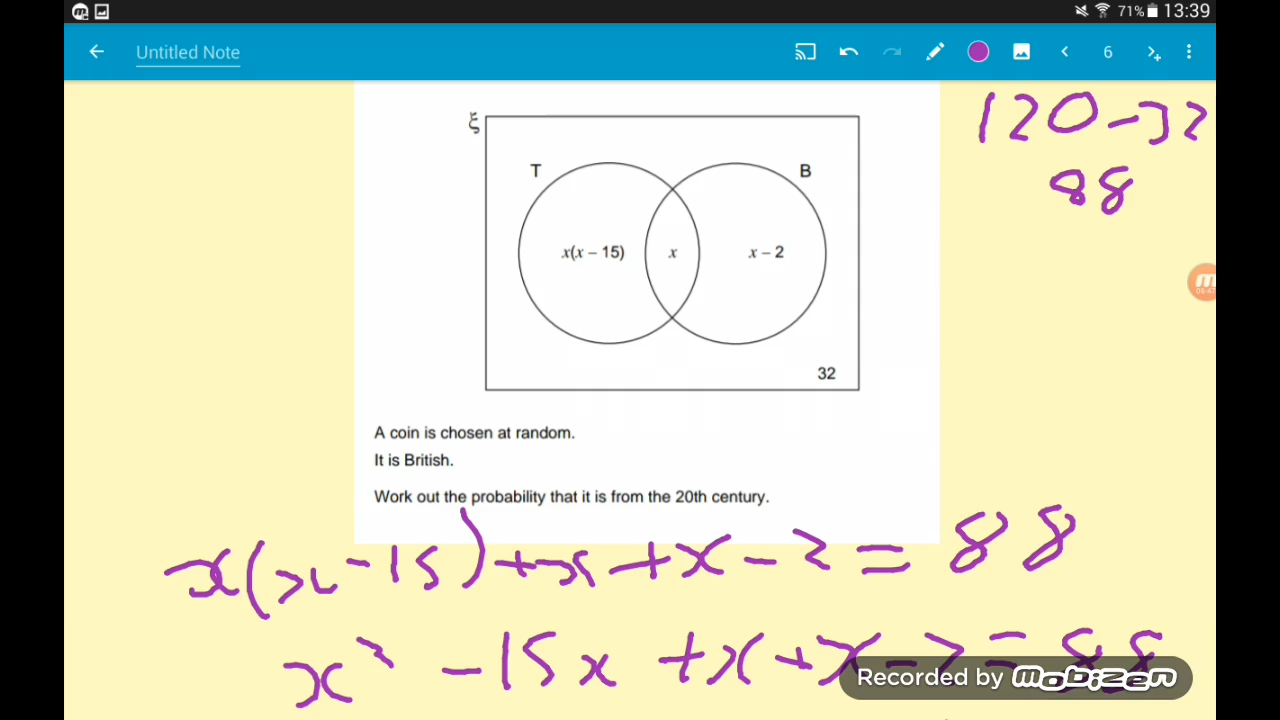 71% 13:39
Untitled Note 6
120-32
88
ξ
T B
x(x – 15) x x – 2
32
A coin is chosen at random.
It is British.
Work out the probability that it is from the 20th century.
x(x-15)+x+x-2=88
x² -15x +x+x-2=88
Recorded by mobizen